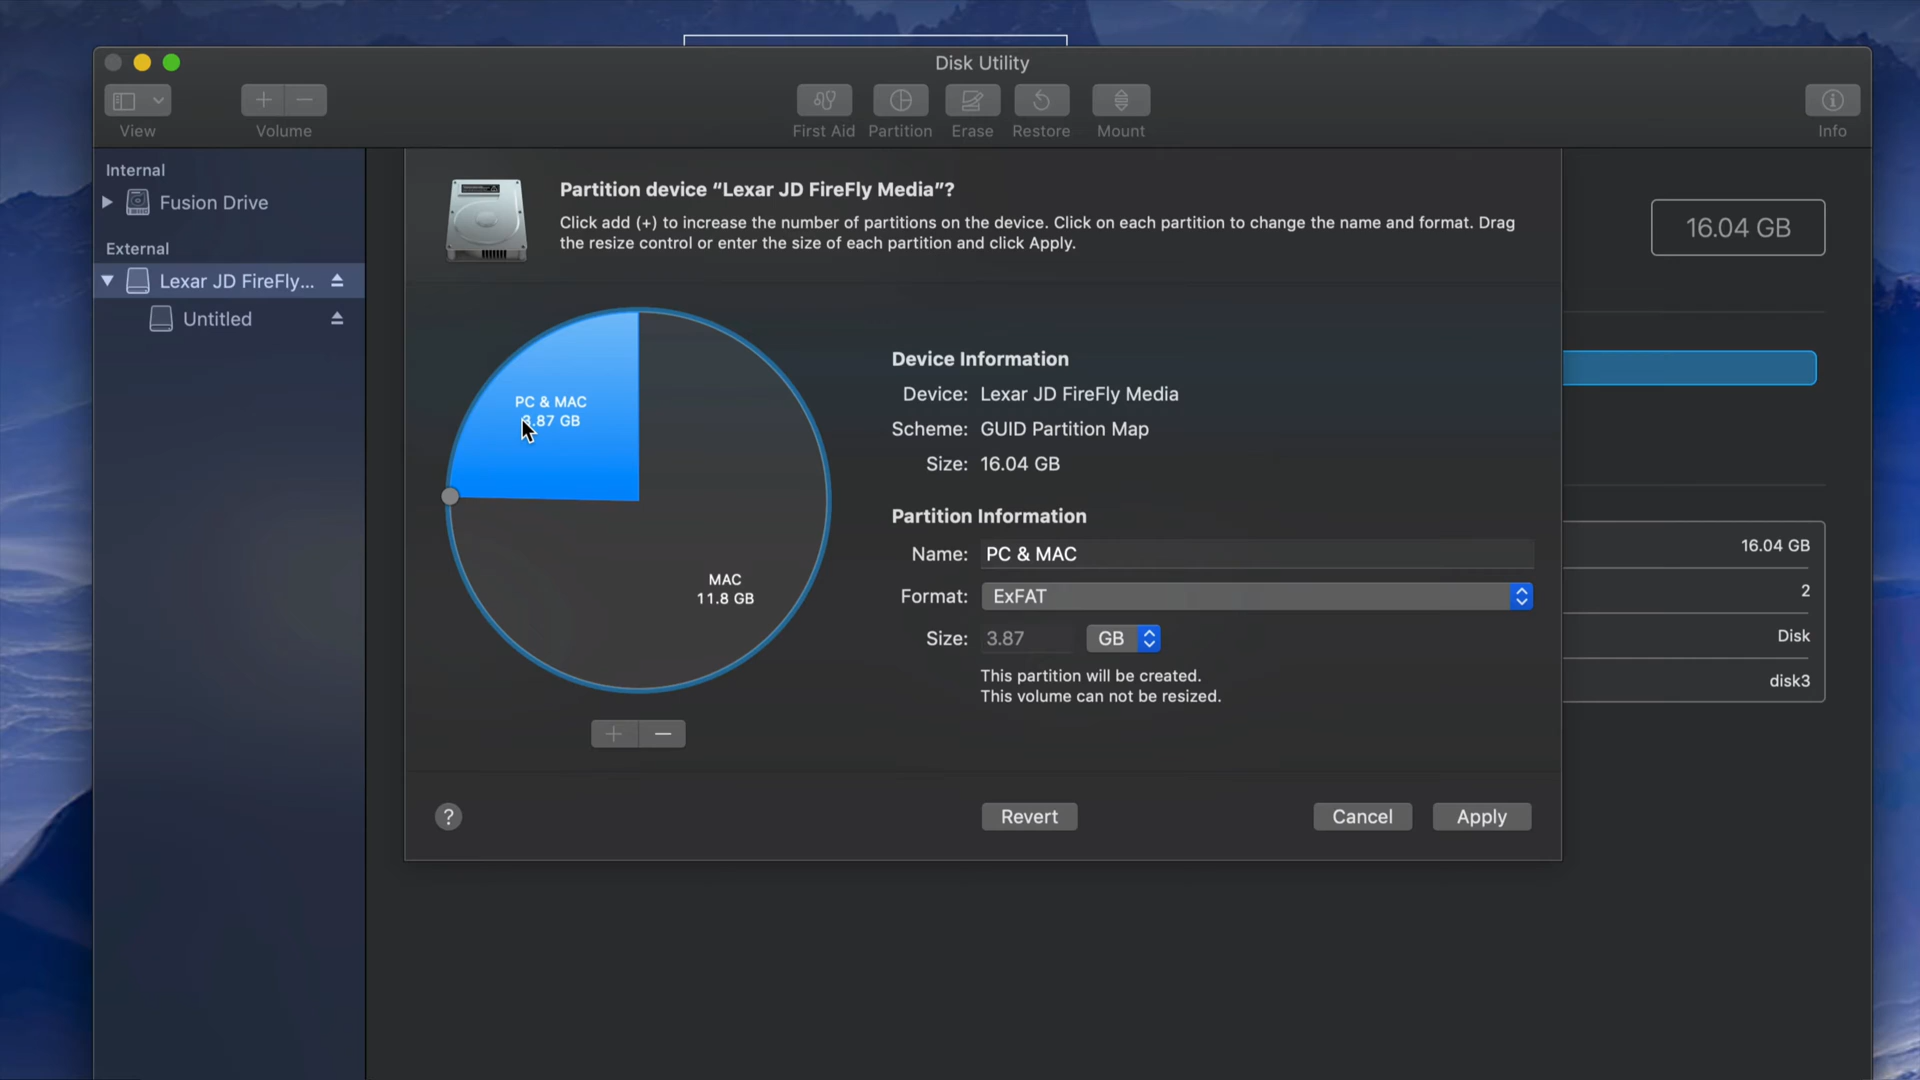 Disk Utility
View
Volume
First Aid
Partition
Erase
Restore
Mount
Info
Internal
Fusion Drive
External
Lexar JD FireFly...
Untitled
Partition device “Lexar JD FireFly Media”?
Click add (+) to increase the number of partitions on the device. Click on each partition to change the name and format. Drag
the resize control or enter the size of each partition and click Apply.
16.04 GB
PC & MAC
3.87 GB
MAC
11.8 GB
Device Information
Device: Lexar JD FireFly Media
Scheme: GUID Partition Map
Size: 16.04 GB
Partition Information
Name: PC & MAC
Format: ExFAT
Size: 3.87 GB
This partition will be created.
This volume can not be resized.
16.04 GB
2
Disk
disk3
?
Revert
Cancel
Apply